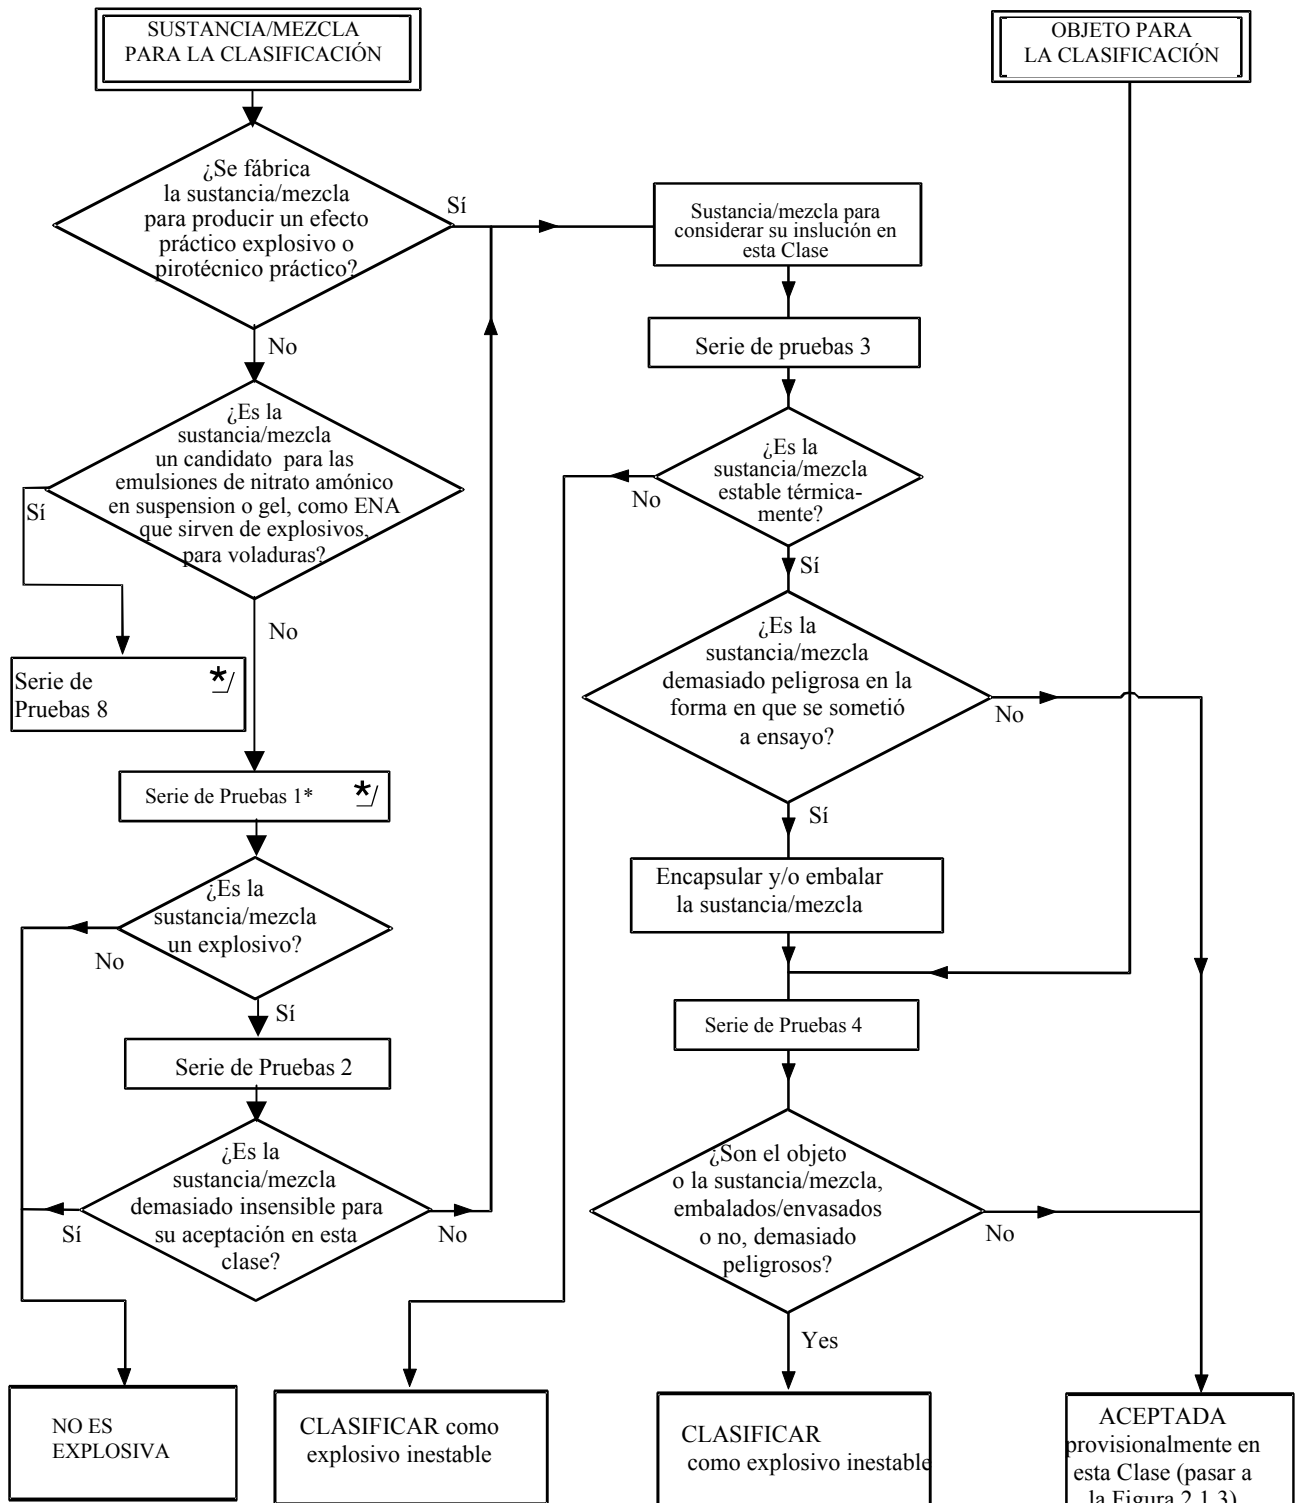 SUSTANCIA/MEZCLA
PARA LA CLASIFICACIÓN
OBJETO PARA
LA CLASIFICACIÓN
¿Se fábrica
la sustancia/mezcla
para producir un efecto
práctico explosivo o
pirotécnico práctico?
Sí
No
Sustancia/mezcla para
considerar su inslución en
esta Clase
Serie de pruebas 3
¿Es la
sustancia/mezcla
un candidato para las
emulsiones de nitrato amónico
en suspension o gel, como ENA
que sirven de explosivos,
para voladuras?
Sí
No
¿Es la
sustancia/mezcla
estable térmica-
mente?
No
Sí
Serie de
Pruebas 8
*/
¿Es la
sustancia/mezcla
demasiado peligrosa en la
forma en que se sometió
a ensayo?
No
Sí
Serie de Pruebas 1*
*/
¿Es la
sustancia/mezcla
un explosivo?
No
Sí
Encapsular y/o embalar
la sustancia/mezcla
Serie de Pruebas 2
Serie de Pruebas 4
¿Es la
sustancia/mezcla
demasiado insensible para
su aceptación en esta
clase?
Sí
No
¿Son el objeto
o la sustancia/mezcla,
embalados/envasados
o no, demasiado
peligrosos?
No
Yes
NO ES
EXPLOSIVA
CLASIFICAR como
explosivo inestable
CLASIFICAR
como explosivo inestable
ACEPTADA
provisionalmente en
esta Clase (pasar a
la Figura 2.1.3)